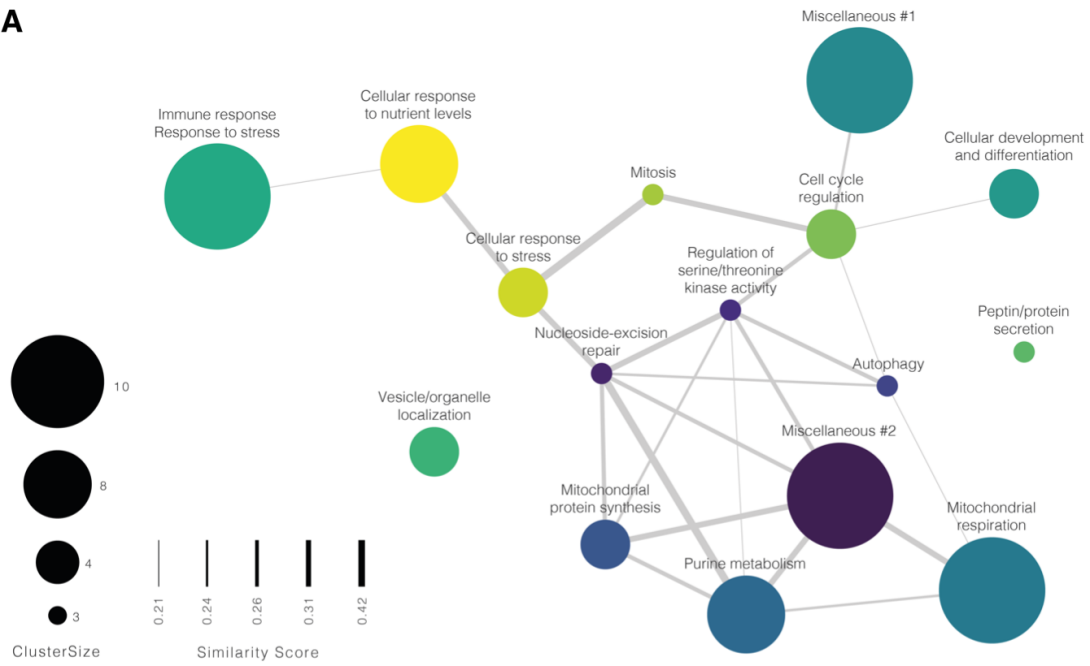 A
Miscellaneous #1
Cellular response
to nutrient levels
Immune response
Response to stress
Cellular development
and differentiation
Mitosis
Cell cycle
regulation
Cellular response
to stress
Regulation of
serine/threonine
kinase activity
Peptin/protein
secretion
Nucleoside-excision
repair
Autophagy
Vesicle/organelle
localization
Miscellaneous #2
Mitochondrial
protein synthesis
Mitochondrial
respiration
Purine metabolism
10
8
4
3
ClusterSize
0.21
0.24
0.26
0.31
0.42
Similarity Score